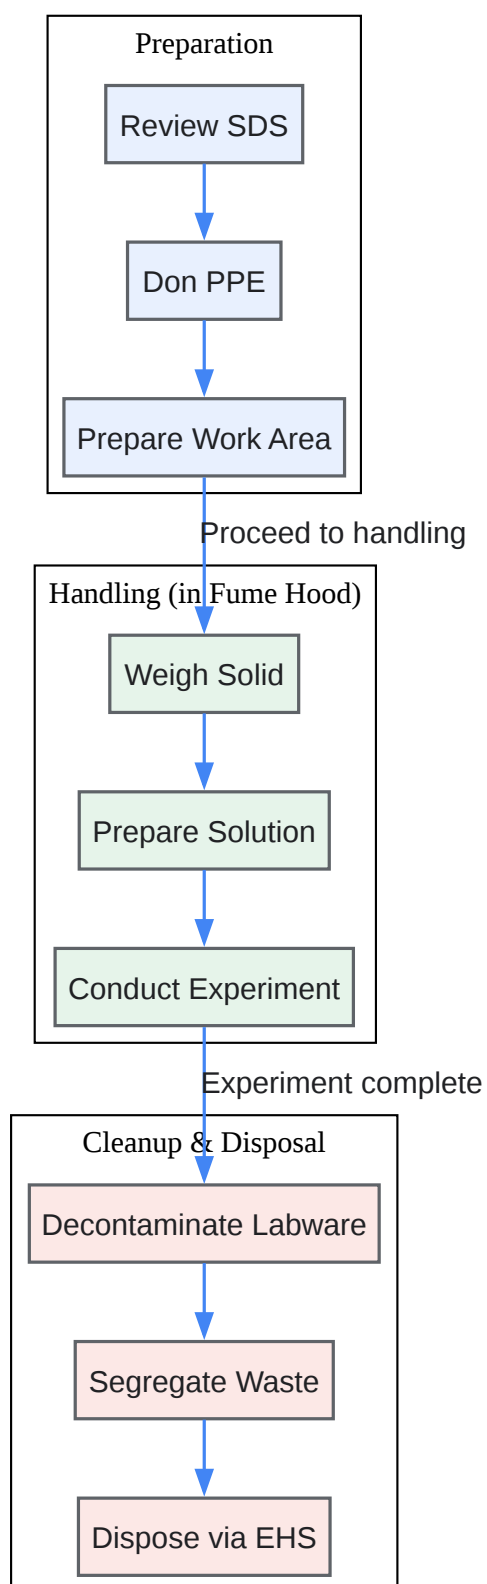 Preparation
Review SDS
Don PPE
Prepare Work Area
Proceed to handling
Handling (in Fume Hood)
Weigh Solid
Prepare Solution
Conduct Experiment
Experiment complete
Cleanup & Disposal
Decontaminate Labware
Segregate Waste
Dispose via EHS